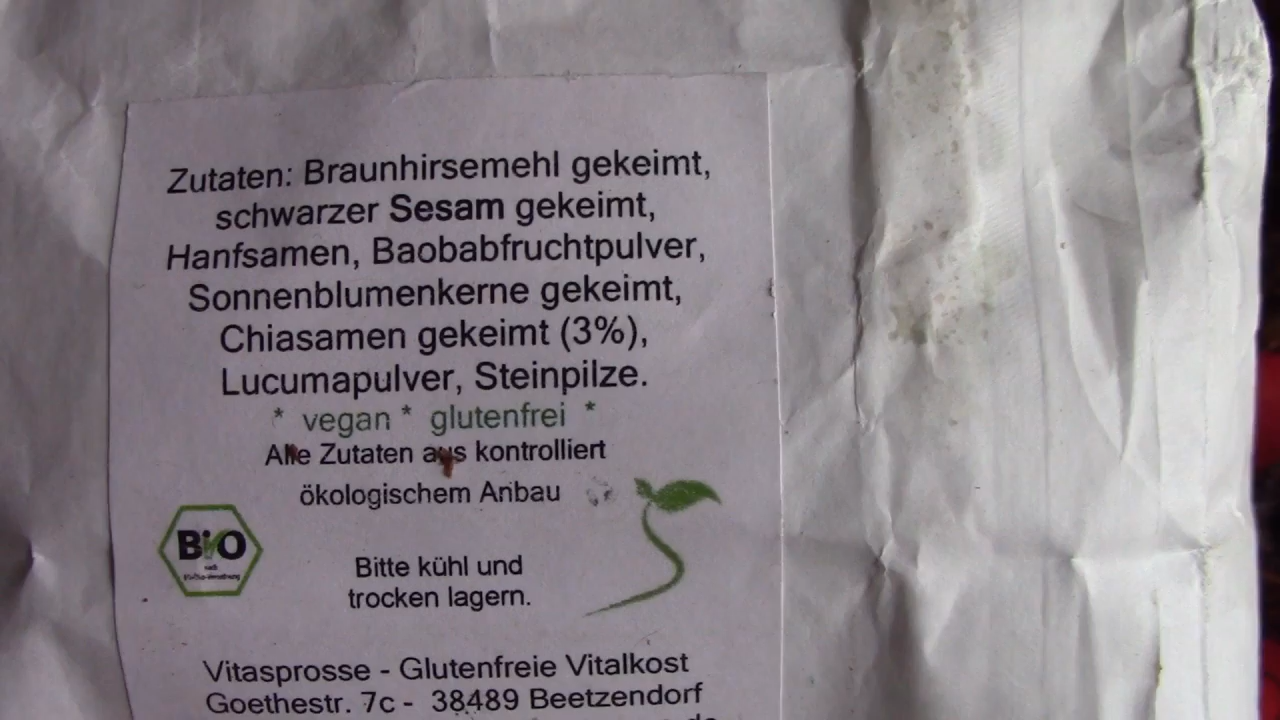 Zutaten: Braunhirsemehl gekeimt,
schwarzer Sesam gekeimt,
Hanfsamen, Baobabfruchtpulver,
Sonnenblumenkerne gekeimt,
Chiasamen gekeimt (3%),
Lucumapulver, Steinpilze.
* vegan * glutenfrei *
Alle Zutaten aus kontrolliert
ökologischem Anbau
BiO
Bitte kühl und
trocken lagern.
Vitasprosse - Glutenfreie Vitalkost
Goethestr. 7c - 38489 Beetzendorf